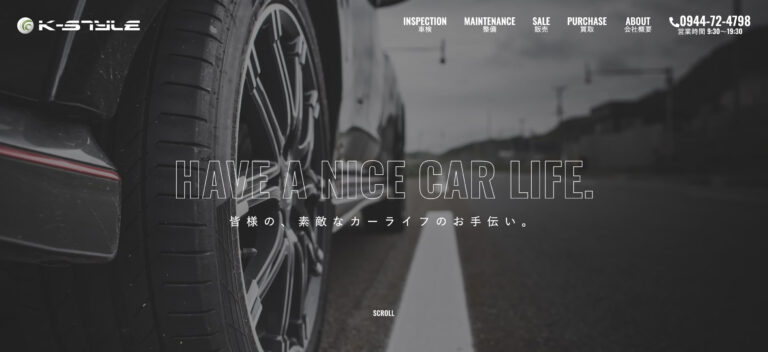 K-STYLE
INSPECTION
車検
MAINTENANCE
整備
SALE
販売
PURCHASE
買取
ABOUT
会社概要
0944-72-4798
営業時間 9:30〜19:30
HAVE A NICE CAR LIFE.
皆様の、素敵なカーライフのお手伝い。
SCROLL